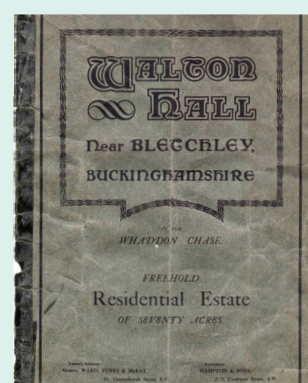 WALTON
HALL
Near BLETCHLEY,
BUCKINGHAMSHIRE
IN THE
WHADDON CHASE.
FREEHOLD
Residential Estate
OF SEVENTY ACRES.
Messrs. WARD, PERKS & McKAY,
HAMPTON & SONS,